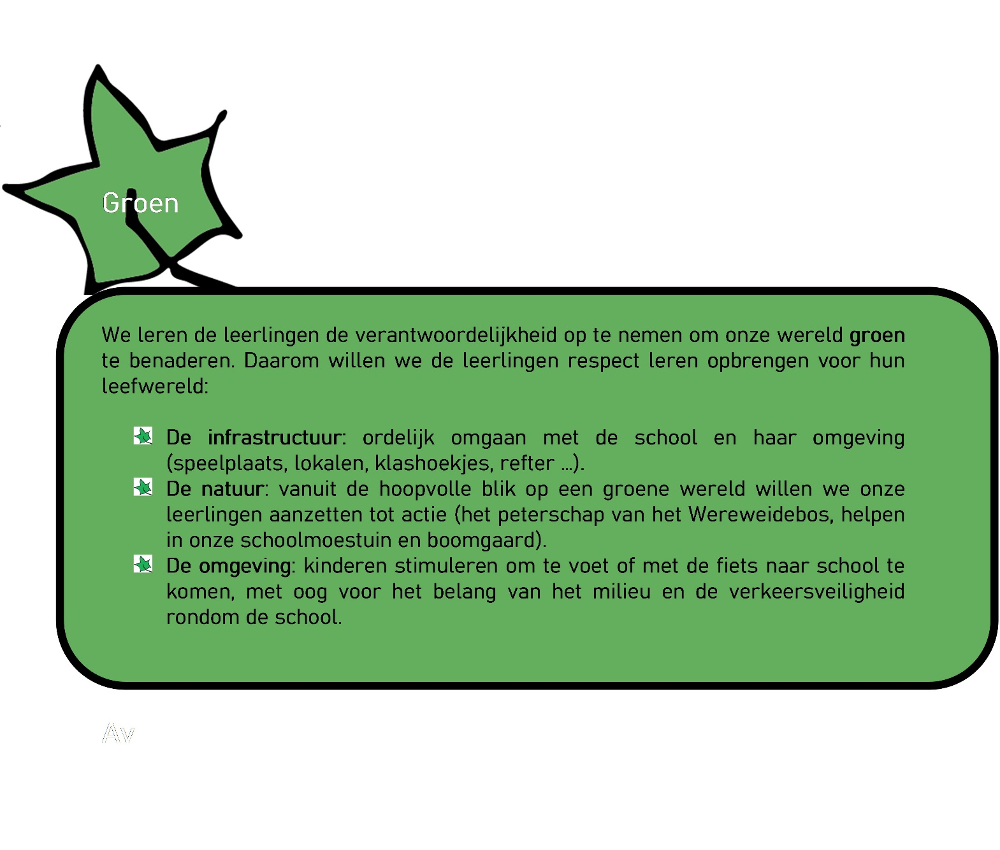 Groen
We leren de leerlingen de verantwoordelijkheid op te nemen om onze wereld groen
te benaderen. Daarom willen we de leerlingen respect leren opbrengen voor hun
leefwereld:
De infrastructuur: ordelijk omgaan met de school en haar omgeving
(speelplaats, lokalen, klashoekjes, refter ...).
De natuur: vanuit de hoopvolle blik op een groene wereld willen we onze
leerlingen aanzetten tot actie (het peterschap van het Wereweidebos, helpen
in onze schoolmoestuin en boomgaard).
De omgeving: kinderen stimuleren om te voet of met de fiets naar school te
komen, met oog voor het belang van het milieu en de verkeersveiligheid
rondom de school.
Av